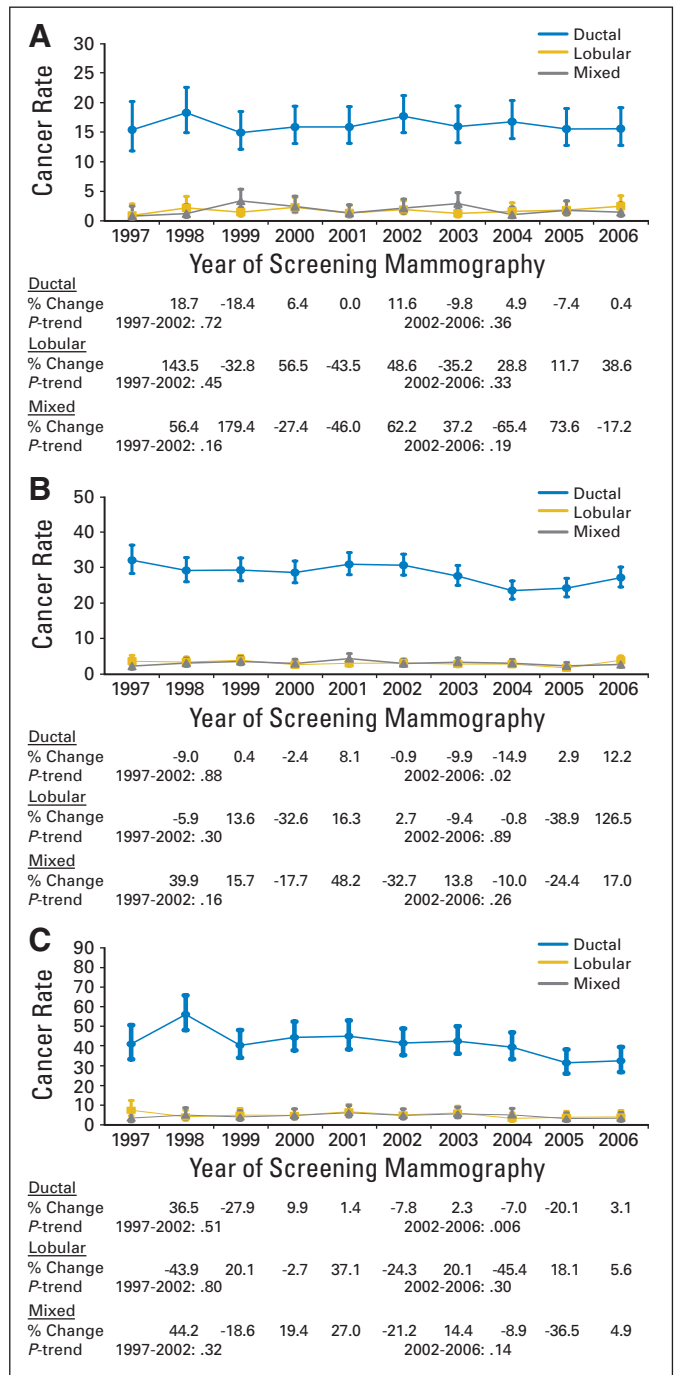 A
Ductal
Lobular
Mixed
Cancer Rate
30
25
20
15
10
5
0
1997 1998 1999 2000 2001 2002 2003 2004 2005 2006
Year of Screening Mammography
Ductal
% Change 18.7 -18.4 6.4 0.0 11.6 -9.8 4.9 -7.4 0.4
P-trend 1997-2002: .72 2002-2006: .36
Lobular
% Change 143.5 -32.8 56.5 -43.5 48.6 -35.2 28.8 11.7 38.6
P-trend 1997-2002: .45 2002-2006: .33
Mixed
% Change 56.4 179.4 -27.4 -46.0 62.2 37.2 -65.4 73.6 -17.2
P-trend 1997-2002: .16 2002-2006: .19
B
Ductal
Lobular
Mixed
Cancer Rate
50
40
30
20
10
0
1997 1998 1999 2000 2001 2002 2003 2004 2005 2006
Year of Screening Mammography
Ductal
% Change -9.0 0.4 -2.4 8.1 -0.9 -9.9 -14.9 2.9 12.2
P-trend 1997-2002: .88 2002-2006: .02
Lobular
% Change -5.9 13.6 -32.6 16.3 2.7 -9.4 -0.8 -38.9 126.5
P-trend 1997-2002: .30 2002-2006: .89
Mixed
% Change 39.9 15.7 -17.7 48.2 -32.7 13.8 -10.0 -24.4 17.0
P-trend 1997-2002: .16 2002-2006: .26
C
Ductal
Lobular
Mixed
Cancer Rate
90
80
70
60
50
40
30
20
10
0
1997 1998 1999 2000 2001 2002 2003 2004 2005 2006
Year of Screening Mammography
Ductal
% Change 36.5 -27.9 9.9 1.4 -7.8 2.3 -7.0 -20.1 3.1
P-trend 1997-2002: .51 2002-2006: .006
Lobular
% Change -43.9 20.1 -2.7 37.1 -24.3 20.1 -45.4 18.1 5.6
P-trend 1997-2002: .80 2002-2006: .30
Mixed
% Change 44.2 -18.6 19.4 27.0 -21.2 14.4 -8.9 -36.5 4.9
P-trend 1997-2002: .32 2002-2006: .14